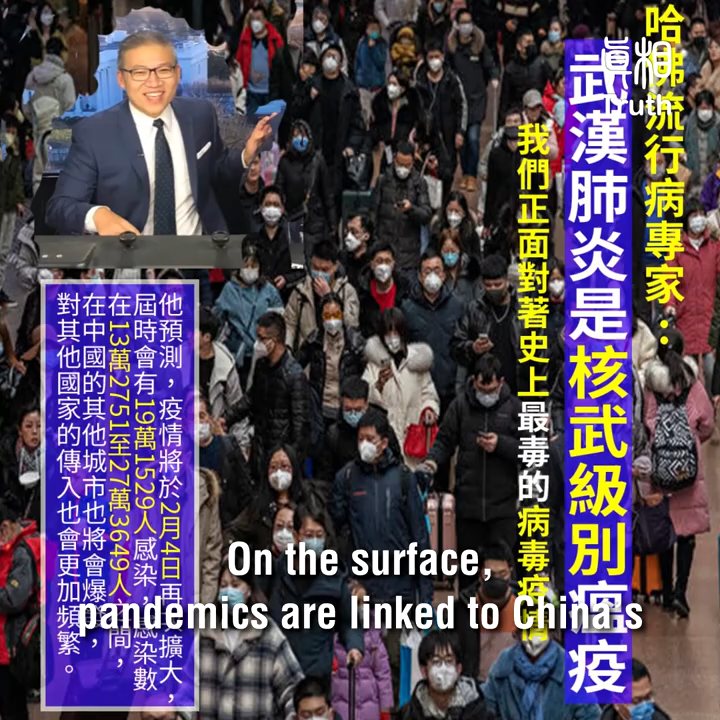 眞相
Truth
哈佛流行病專家：
武漢肺炎是核武級別瘟疫
我們正面對著史上最毒的病毒疫情
他預測，疫情將於2月4日再擴大，
屆時會有19萬1529人感染，感染數
在13萬2751至27萬3649人間，
在中國的其他城市也將會爆，
對其他國家的傳入也會更加頻繁。
On the surface,
pandemics are linked to China's